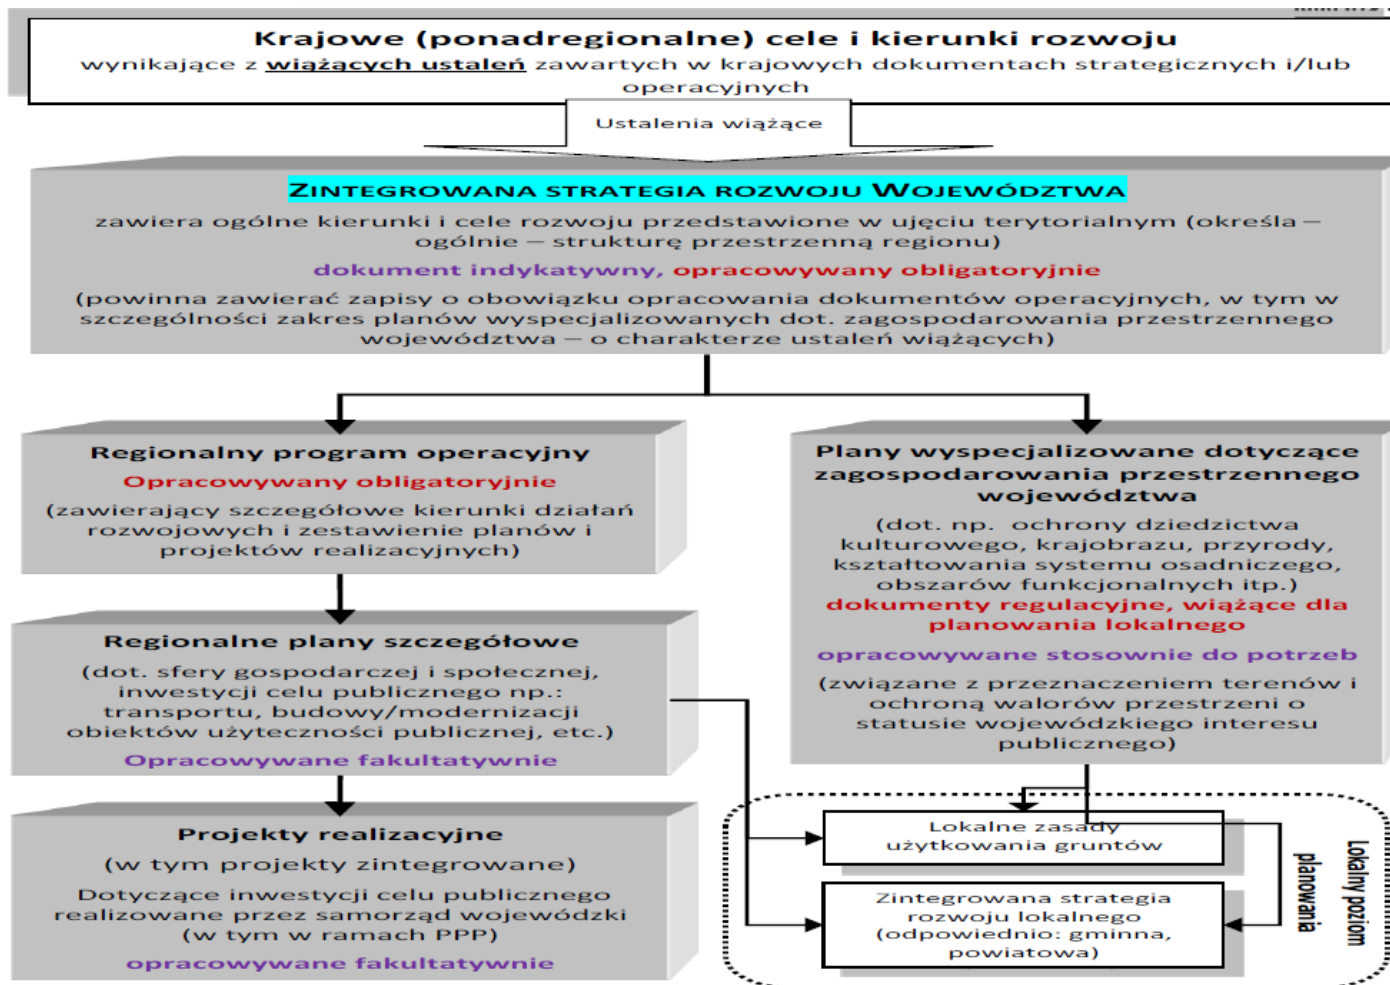 Krajowe (ponadregionalne) cele i kierunki rozwoju
wynikające z wiążących ustaleń zawartych w krajowych dokumentach strategicznych i/lub
operacyjnych
Ustalenia wiążące
ZINTEGROWANA STRATEGIA ROZWOJU WOJEWÓDZTWA
zawiera ogólne kierunki i cele rozwoju przedstawione w ujęciu terytorialnym (określa –
ogólnie – strukturę przestrzenną regionu)
dokument indykatywny, opracowywany obligatoryjnie
(powinna zawierać zapisy o obowiązku opracowania dokumentów operacyjnych, w tym w
szczególności zakres planów wyspecjalizowanych dot. zagospodarowania przestrzennego
województwa – o charakterze ustaleń wiążących)
Regionalny program operacyjny
Opracowywany obligatoryjnie
(zawierający szczegółowe kierunki działań
rozwojowych i zestawienie planów i
projektów realizacyjnych)
Regionalne plany szczegółowe
(dot. sfery gospodarczej i społecznej,
inwestycji celu publicznego np.:
transportu, budowy/modernizacji
obiektów użyteczności publicznej, etc.)
Opracowywane fakultatywnie
Projekty realizacyjne
(w tym projekty zintegrowane)
Dotyczące inwestycji celu publicznego
realizowane przez samorząd wojewódzki
(w tym w ramach PPP)
opracowywane fakultatywnie
Plany wyspecjalizowane dotyczące
zagospodarowania przestrzennego
województwa
(dot. np. ochrony dziedzictwa
kulturowego, krajobrazu, przyrody,
kształtowania systemu osadniczego,
obszarów funkcjonalnych itp.)
dokumenty regulacyjne, wiążące dla
planowania lokalnego
opracowywane stosownie do potrzeb
(związane z przeznaczeniem terenów i
ochroną walorów przestrzeni o
statusie wojewódzkiego interesu
publicznego)
Lokalne zasady
użytkowania gruntów
Zintegrowana strategia
rozwoju lokalnego
(odpowiednio: gminna,
powiatowa)
Lokalny poziom
planowania